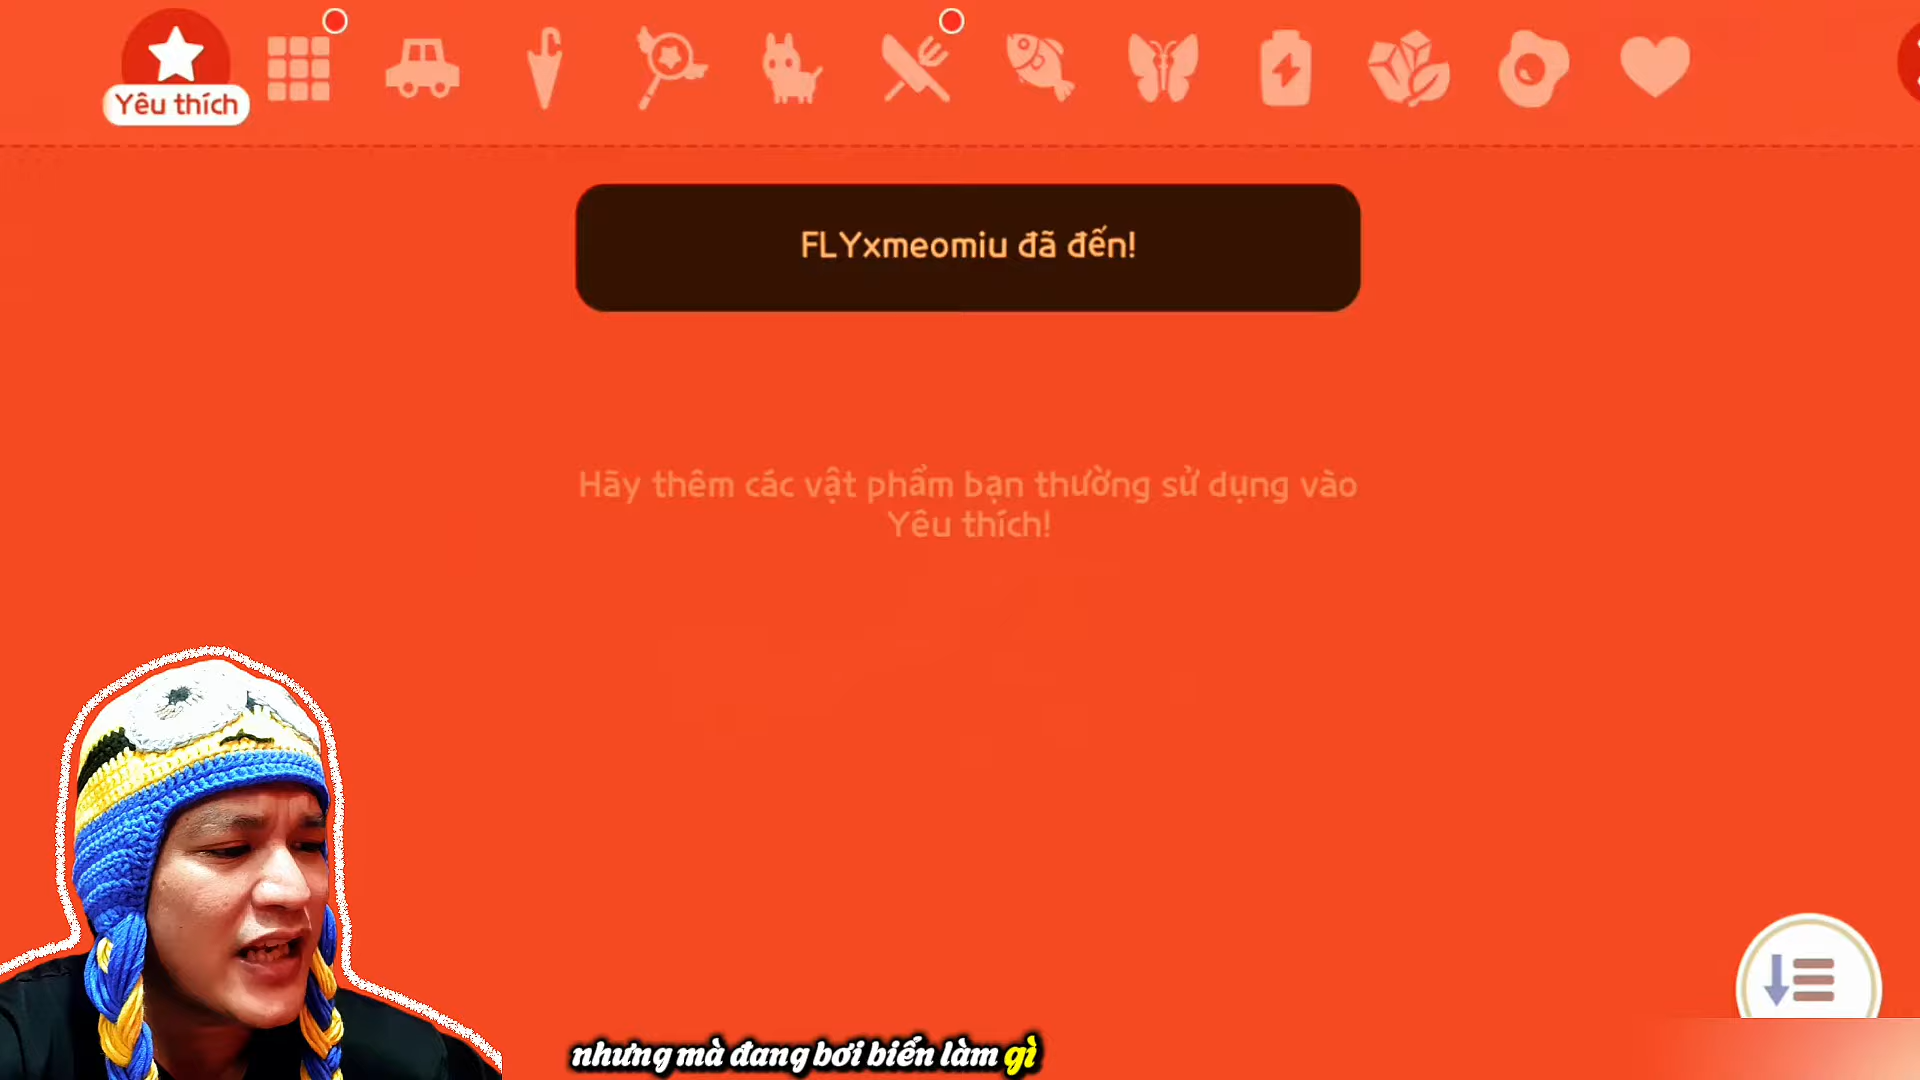 Yêu thích
FLYxmeomiu đã đến!
Hãy thêm các vật phẩm bạn thường sử dụng vào
Yêu thích!
nhưng mà đang bơi biển làm gì